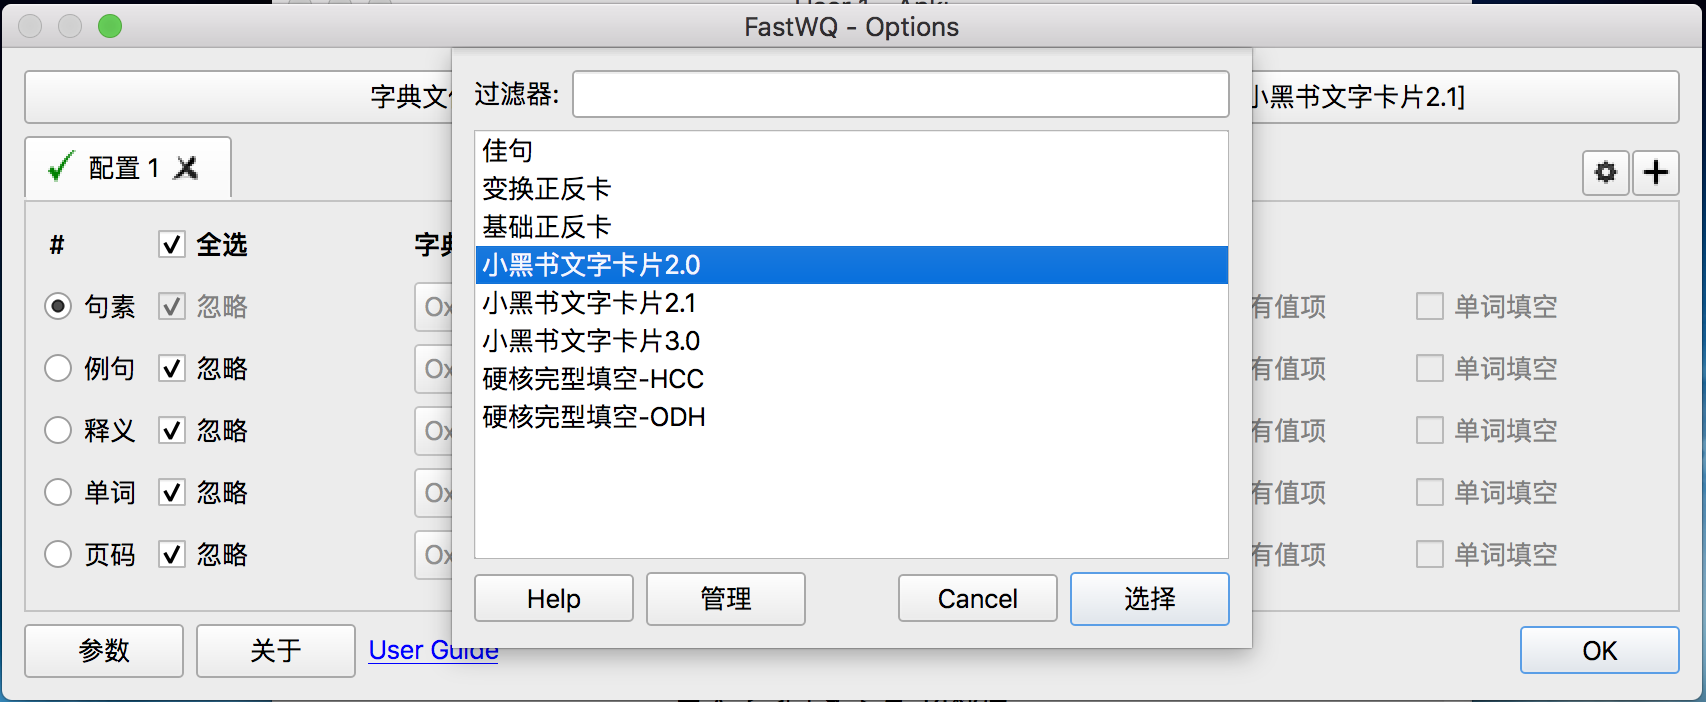 FastWQ - Options
字典文
小黑书文字卡片2.1]
过滤器:
配置 1
佳句
变换正反卡
基础正反卡
小黑书文字卡片2.0
小黑书文字卡片2.1
小黑书文字卡片3.0
硬核完型填空-HCC
硬核完型填空-ODH
# 全选 字典
句素 忽略 Ox 有值项 单词填空
例句 忽略 Ox 有值项 单词填空
释义 忽略 Ox 有值项 单词填空
单词 忽略 Ox 有值项 单词填空
页码 忽略 Ox 有值项 单词填空
Help 管理 Cancel 选择
参数 关于 User Guide OK